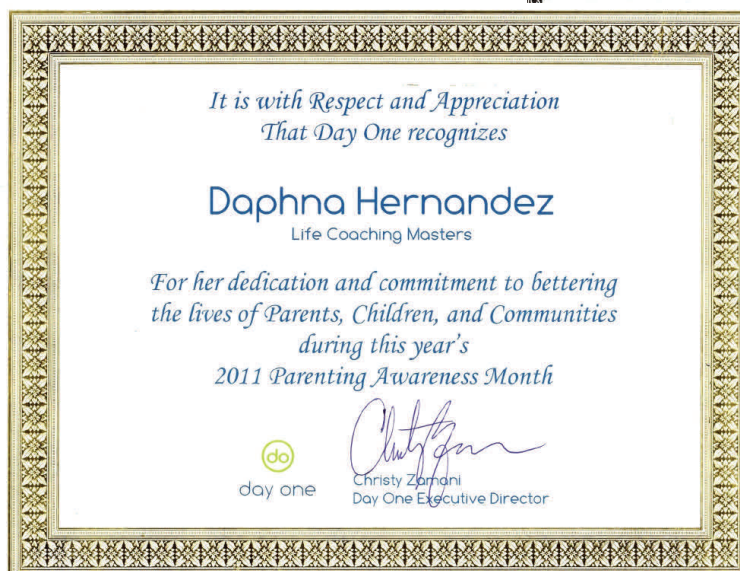 It is with Respect and Appreciation
That Day One recognizes
Daphna Hernandez
Life Coaching Masters
For her dedication and commitment to bettering
the lives of Parents, Children, and Communities
during this year's
2011 Parenting Awareness Month
do
day one
Christy Zamani
Day One Executive Director